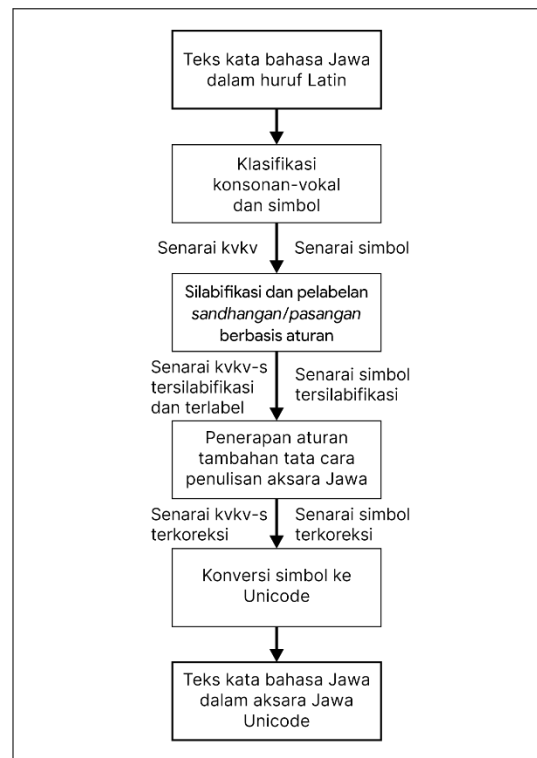 Teks kata bahasa Jawa
dalam huruf Latin
Klasifikasi
konsonan-vokal
dan simbol
Senarai kvkv
Senarai simbol
Silabifikasi dan pelabelan
sandhangan/pasangan
berbasis aturan
Senarai kvkv-s
tersilabifikasi
dan terlabel
Senarai simbol
tersilabifikasi
Penerapan aturan
tambahan tata cara
penulisan aksara Jawa
Senarai kvkv-s
terkoreksi
Senarai simbol
terkoreksi
Konversi simbol ke
Unicode
Teks kata bahasa Jawa
dalam aksara Jawa
Unicode